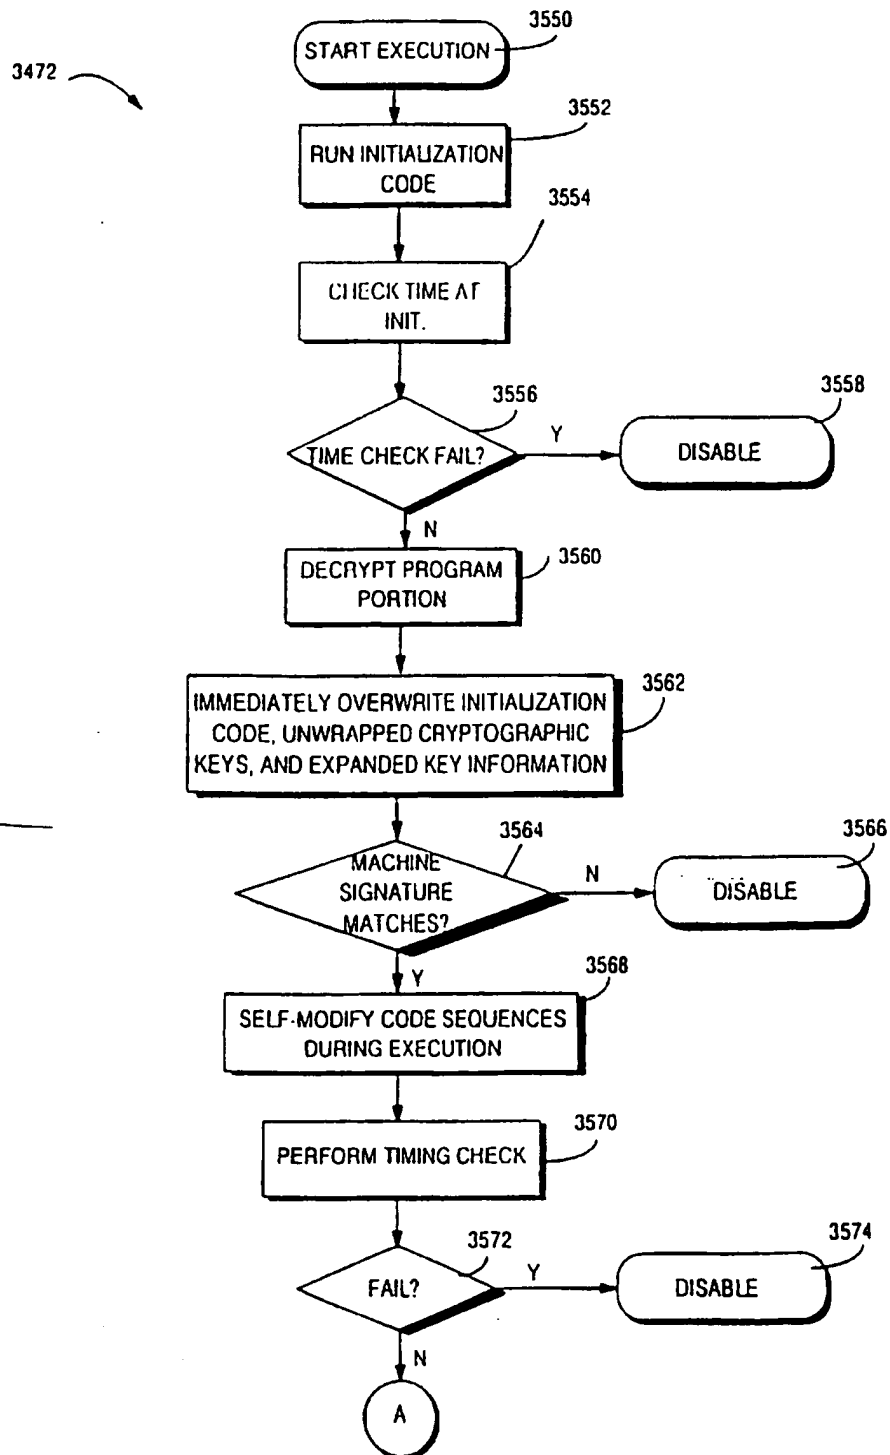 3550
START EXECUTION
3472
3552
RUN INITIALIZATION
CODE
3554
CHECK TIME AT
INIT.
3556
3558
TIME CHECK FAIL?
Y
DISABLE
N
3560
DECRYPT PROGRAM
PORTION
3562
IMMEDIATELY OVERWRITE INITIALIZATION
CODE, UNWRAPPED CRYPTOGRAPHIC
KEYS, AND EXPANDED KEY INFORMATION
3564
3566
MACHINE
SIGNATURE
MATCHES?
N
DISABLE
Y
3568
SELF-MODIFY CODE SEQUENCES
DURING EXECUTION
3570
PERFORM TIMING CHECK
3572
3574
FAIL?
Y
DISABLE
N
A